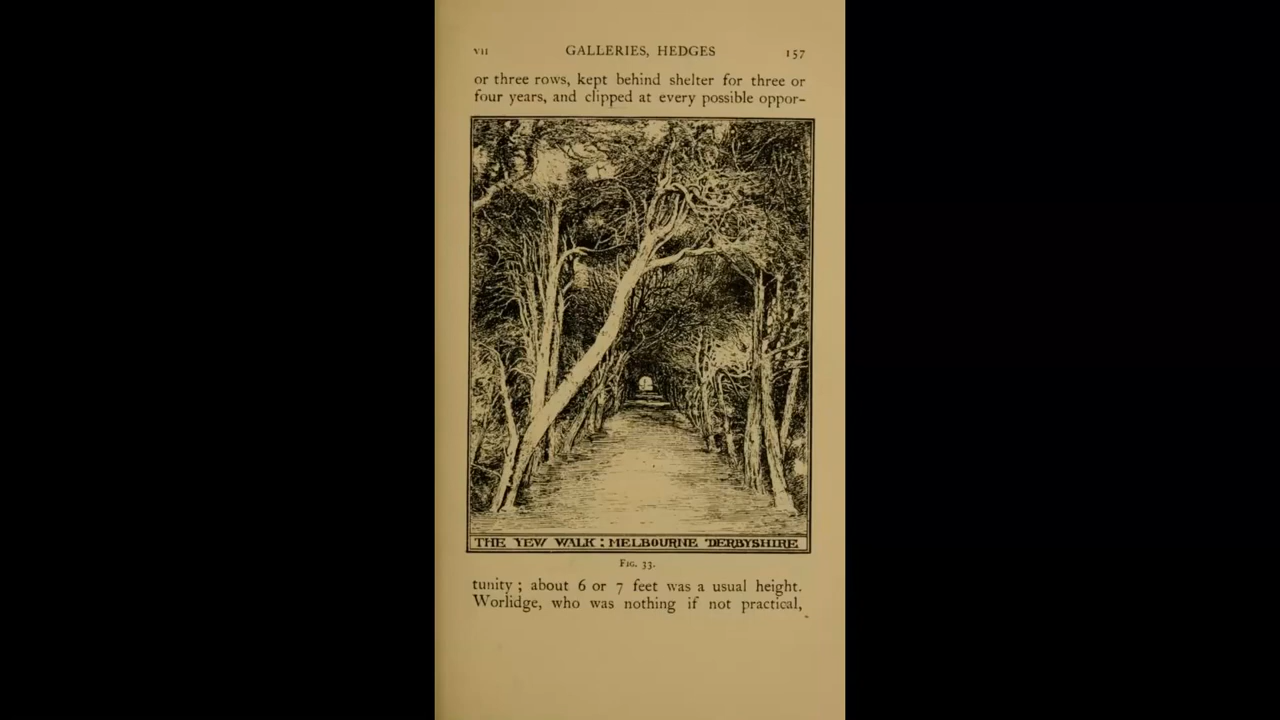 VII GALLERIES, HEDGES 157
or three rows, kept behind shelter for three or
four years, and clipped at every possible oppor-
THE YEW WALK : MELBOURNE DERBYSHIRE
FIG. 33.
tunity ; about 6 or 7 feet was a usual height.
Worlidge, who was nothing if not practical,